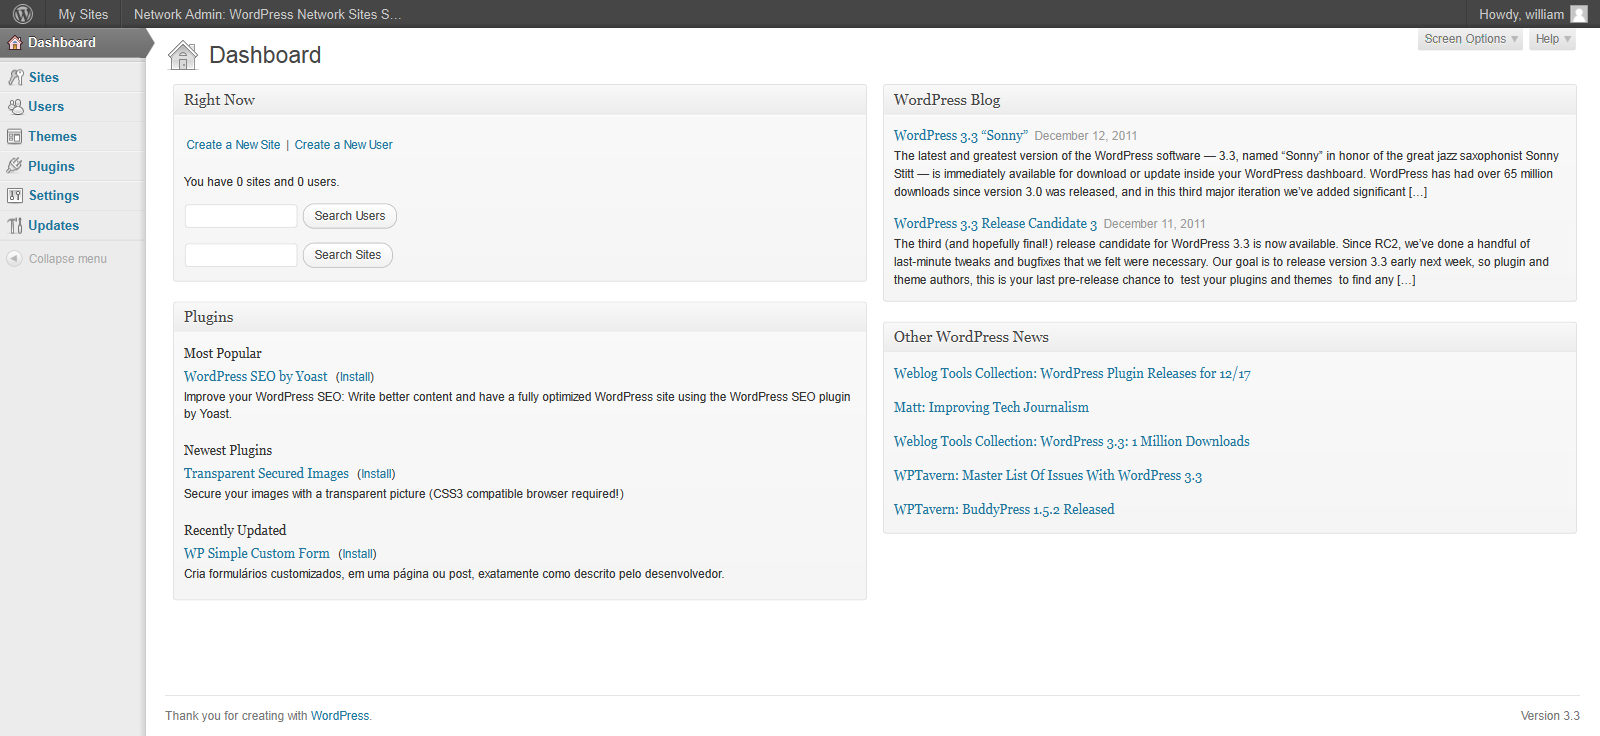 My Sites
Network Admin: WordPress Network Sites S...
Howdy, william
Dashboard
Sites
Users
Themes
Plugins
Settings
Updates
Collapse menu
Dashboard
Screen Options
Help
Right Now
Create a New Site | Create a New User
You have 0 sites and 0 users.
Search Users
Search Sites
Plugins
Most Popular
WordPress SEO by Yoast (Install)
Improve your WordPress SEO: Write better content and have a fully optimized WordPress site using the WordPress SEO plugin
by Yoast.
Newest Plugins
Transparent Secured Images (Install)
Secure your images with a transparent picture (CSS3 compatible browser required!)
Recently Updated
WP Simple Custom Form (Install)
Cria formulários customizados, em uma página ou post, exatamente como descrito pelo desenvolvedor.
WordPress Blog
WordPress 3.3 “Sonny” December 12, 2011
The latest and greatest version of the WordPress software — 3.3, named “Sonny” in honor of the great jazz saxophonist Sonny
Stitt — is immediately available for download or update inside your WordPress dashboard. WordPress has had over 65 million
downloads since version 3.0 was released, and in this third major iteration we’ve added significant […]
WordPress 3.3 Release Candidate 3 December 11, 2011
The third (and hopefully final!) release candidate for WordPress 3.3 is now available. Since RC2, we’ve done a handful of
last-minute tweaks and bugfixes that we felt were necessary. Our goal is to release version 3.3 early next week, so plugin and
theme authors, this is your last pre-release chance to test your plugins and themes to find any […]
Other WordPress News
Weblog Tools Collection: WordPress Plugin Releases for 12/17
Matt: Improving Tech Journalism
Weblog Tools Collection: WordPress 3.3: 1 Million Downloads
WPTavern: Master List Of Issues With WordPress 3.3
WPTavern: BuddyPress 1.5.2 Released
Thank you for creating with WordPress.
Version 3.3